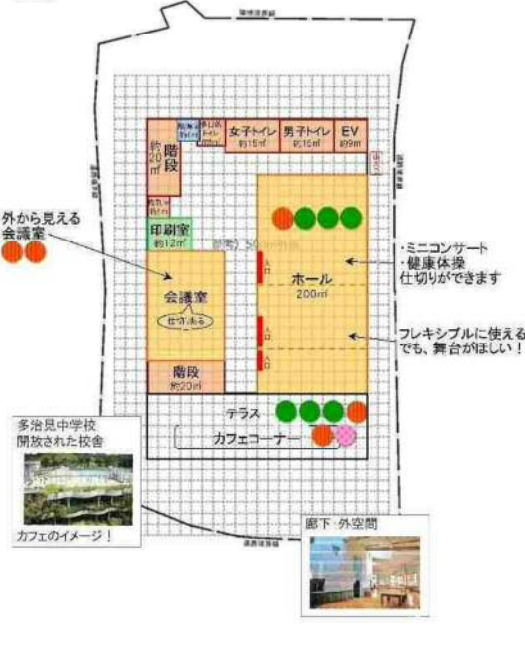 女子トイレ
約15㎡
男子トイレ
約15㎡
EV
約9㎡
階段
約20㎡
印刷室
約12㎡
外から見える
会議室
会議室
ホール
200㎡
入口
入口
入口
・ミニコンサート
・健康体操
仕切りができます
フレキシブルに使える
でも、舞台がほしい！
階段
約20㎡
テラス
カフェコーナー
多治見中学校
開放された校舎
カフェのイメージ！
廊下 外空間